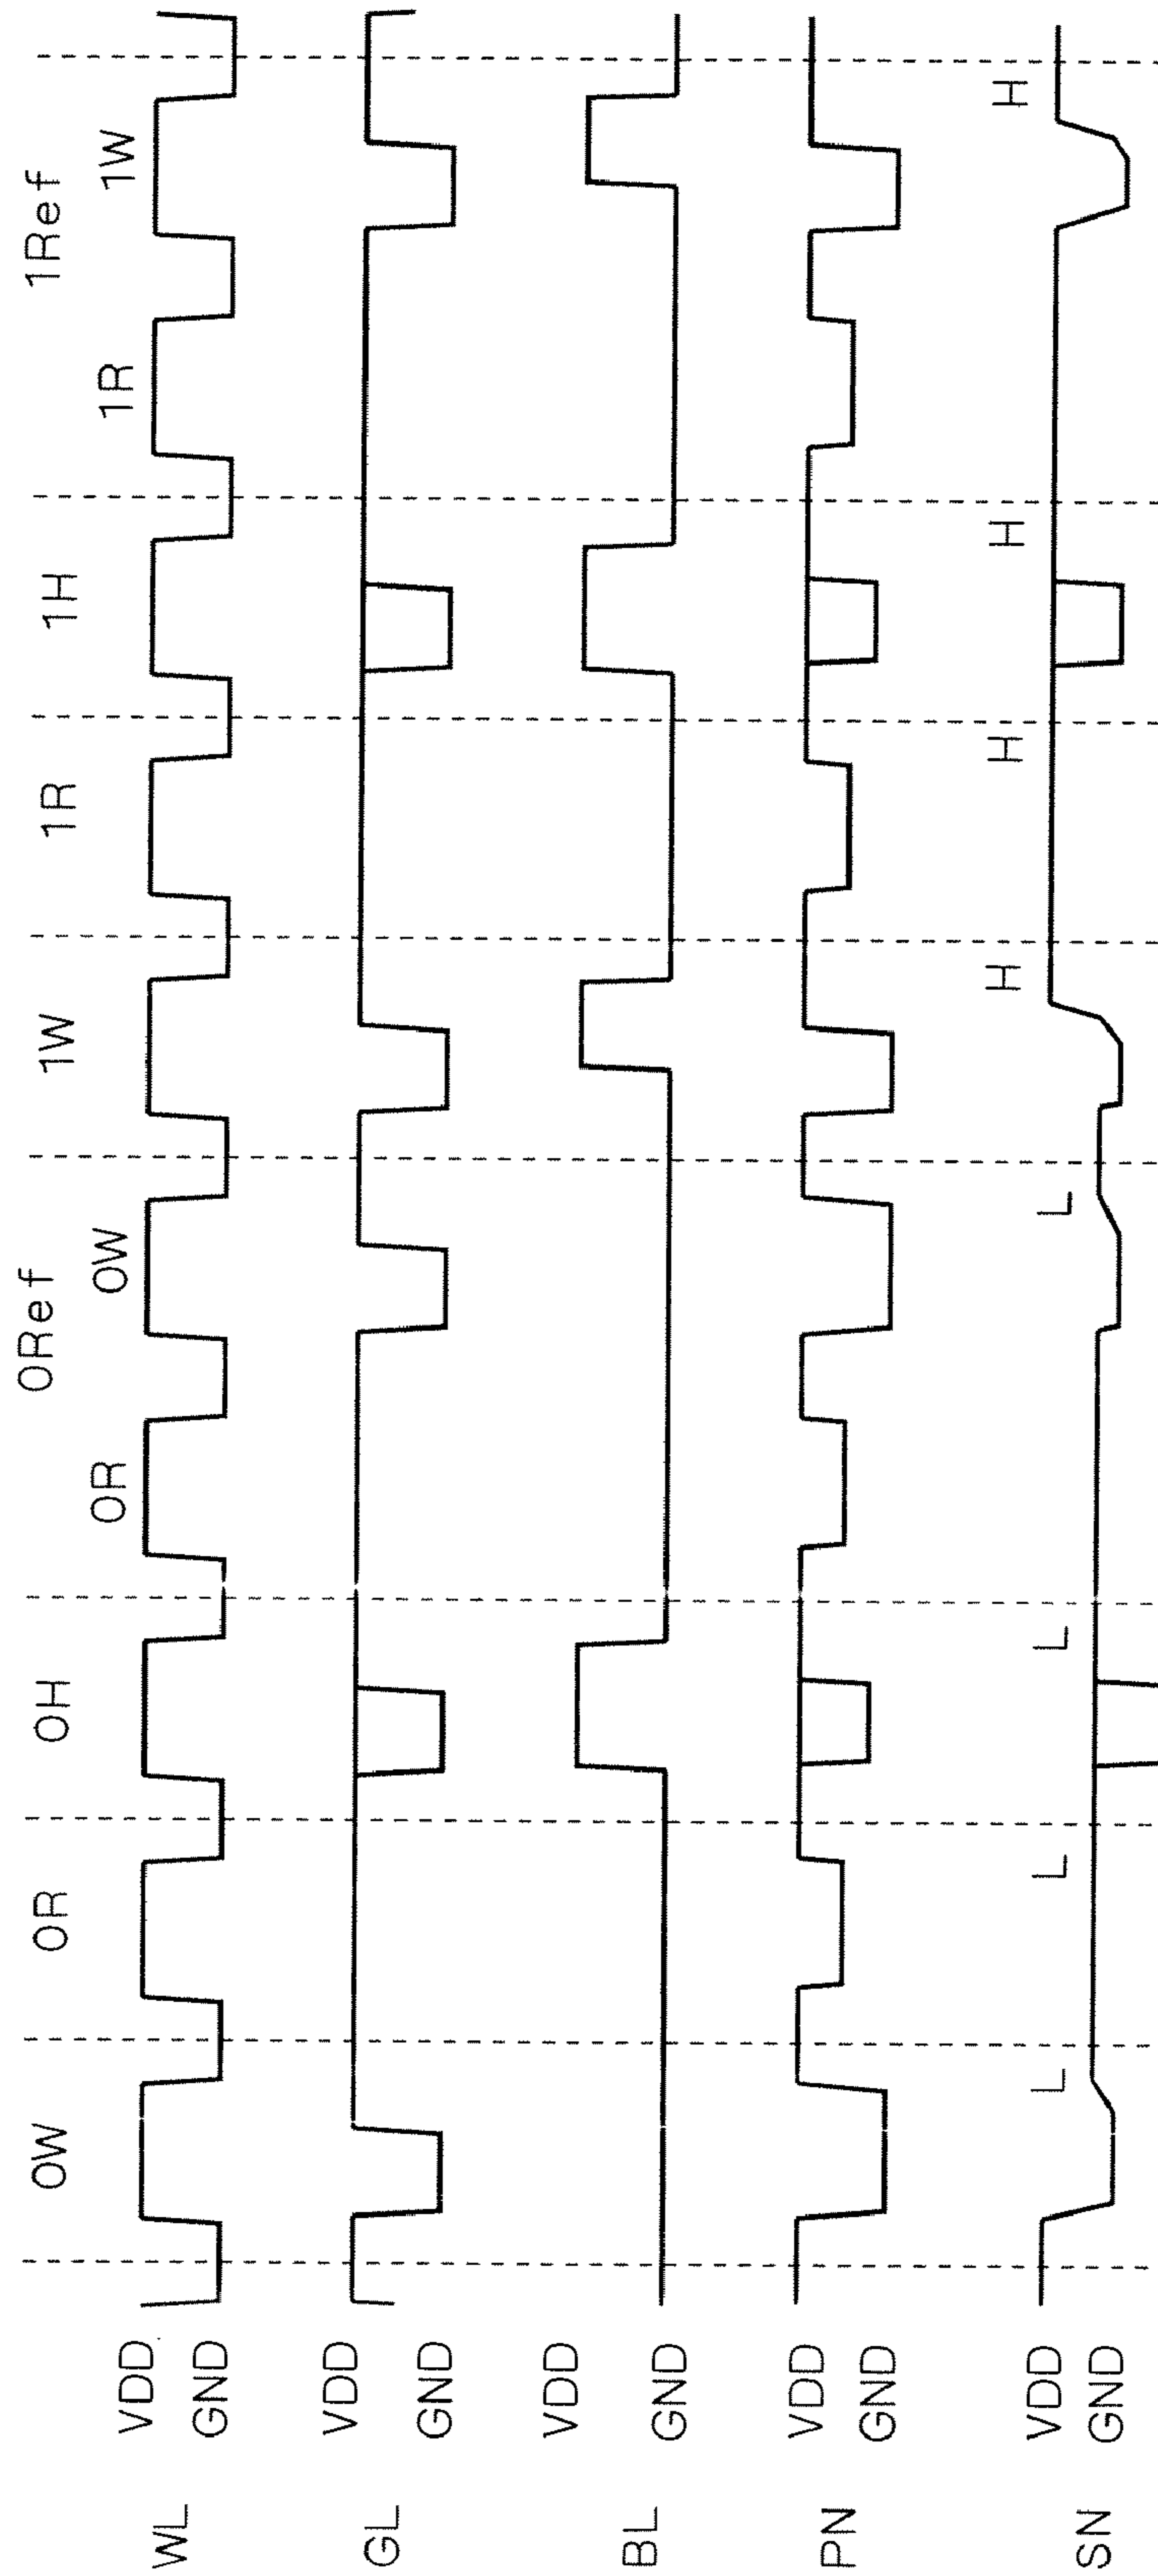 0W 0R 0H 0Ref 1W 1R 1H 1Ref
0R 0W 1R 1W
VDD
WL
GND
VDD
GL
GND
VDD
BL
GND
VDD
PN
GND
H H H H
VDD L L L L
SN
GND